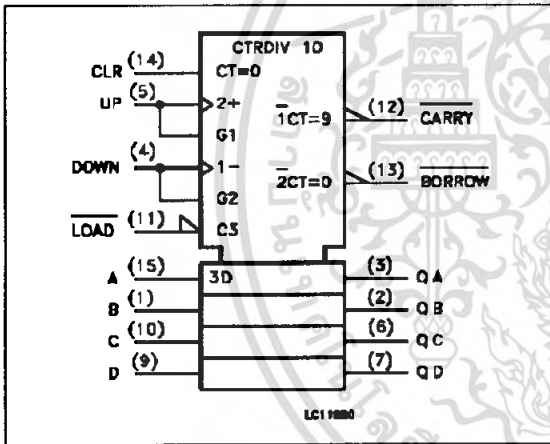 CTRDIV 10
CLR (14) CT=0
UP (5) 2+
G1
1CT=9 (12) CARRY
DOWN (4) 1-
G2
2CT=0 (13) BORROW
LOAD (11) C3
A (15) 3D (3) QA
B (1) (2) QB
C (10) (6) QC
D (9) (7) QD